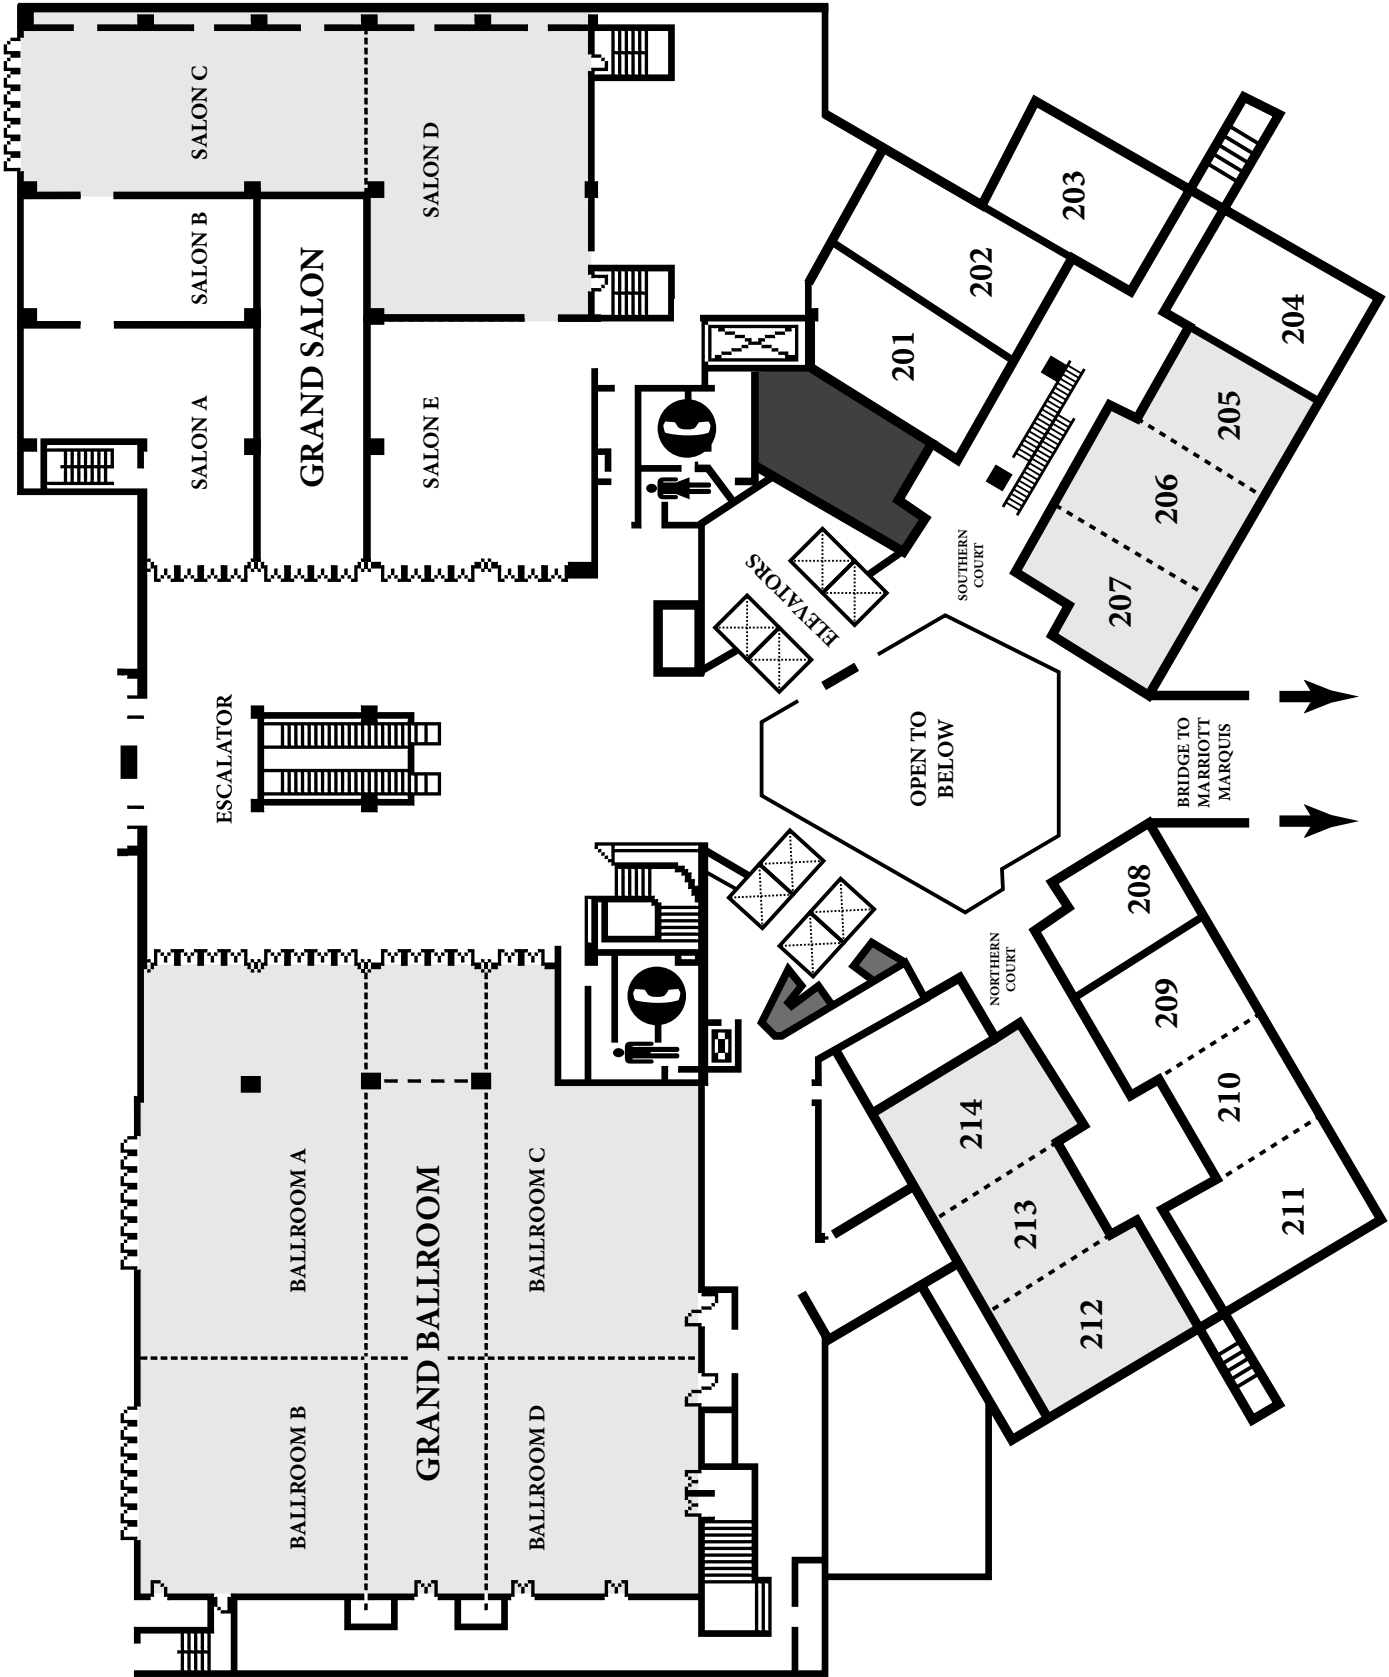 SALON C
SALON D
SALON B
GRAND SALON
SALON A
SALON E
203
202
204
201
205
206
207
SOUTHERN
COURT
ELEVATORS
ESCALATOR
OPEN TO
BELOW
BRIDGE TO
MARRIOTT
MARQUIS
208
NORTHERN
COURT
209
210
211
214
213
212
BALLROOM A
BALLROOM C
GRAND BALLROOM
BALLROOM B
BALLROOM D